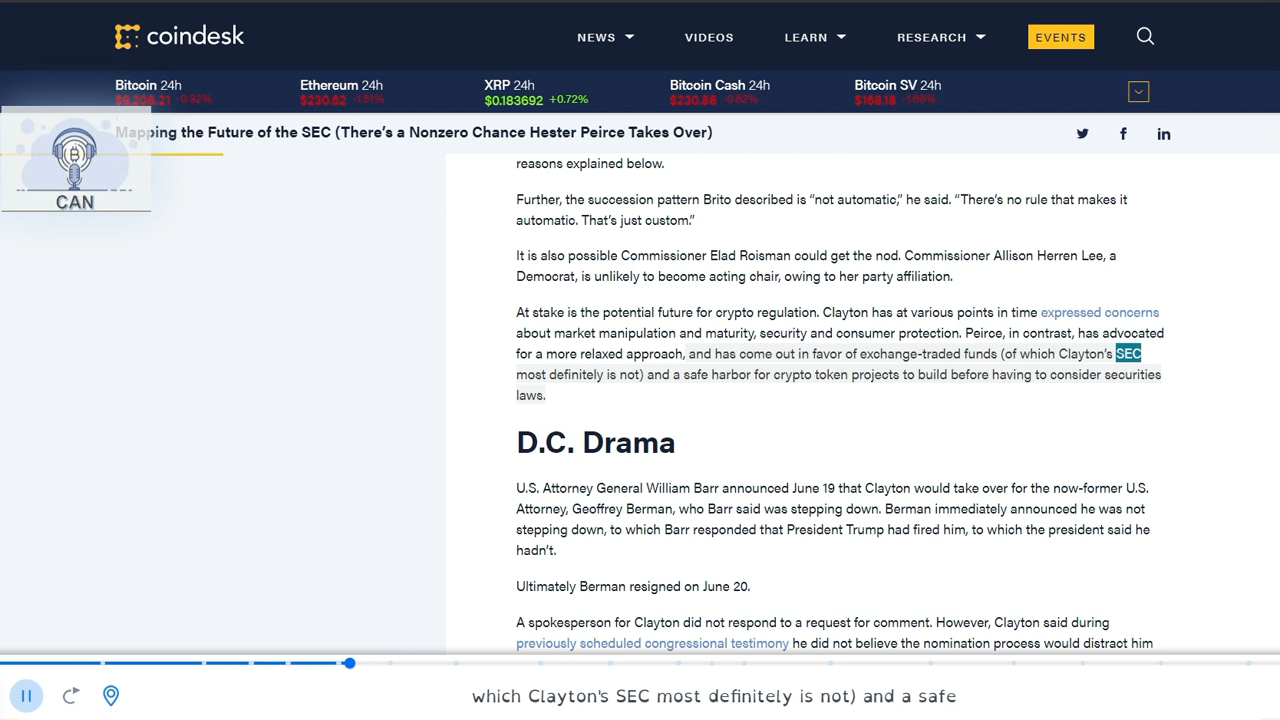 coindesk
NEWS VIDEOS LEARN RESEARCH EVENTS
Bitcoin 24h Ethereum 24h XRP 24h Bitcoin Cash 24h Bitcoin SV 24h
$9,208.21 -0.92% $230.62 -1.51% $0.183692 +0.72% $230.88 -0.82% $168.18 -1.68%
Mapping the Future of the SEC (There's a Nonzero Chance Hester Peirce Takes Over)
CAN
reasons explained below.
Further, the succession pattern Brito described is “not automatic,” he said. “There’s no rule that makes it
automatic. That’s just custom.”
It is also possible Commissioner Elad Roisman could get the nod. Commissioner Allison Herren Lee, a
Democrat, is unlikely to become acting chair, owing to her party affiliation.
At stake is the potential future for crypto regulation. Clayton has at various points in time expressed concerns
about market manipulation and maturity, security and consumer protection. Peirce, in contrast, has advocated
for a more relaxed approach, and has come out in favor of exchange-traded funds (of which Clayton’s SEC
most definitely is not) and a safe harbor for crypto token projects to build before having to consider securities
laws.
D.C. Drama
U.S. Attorney General William Barr announced June 19 that Clayton would take over for the now-former U.S.
Attorney, Geoffrey Berman, who Barr said was stepping down. Berman immediately announced he was not
stepping down, to which Barr responded that President Trump had fired him, to which the president said he
hadn’t.
Ultimately Berman resigned on June 20.
A spokesperson for Clayton did not respond to a request for comment. However, Clayton said during
previously scheduled congressional testimony he did not believe the nomination process would distract him
which Clayton's SEC most definitely is not) and a safe